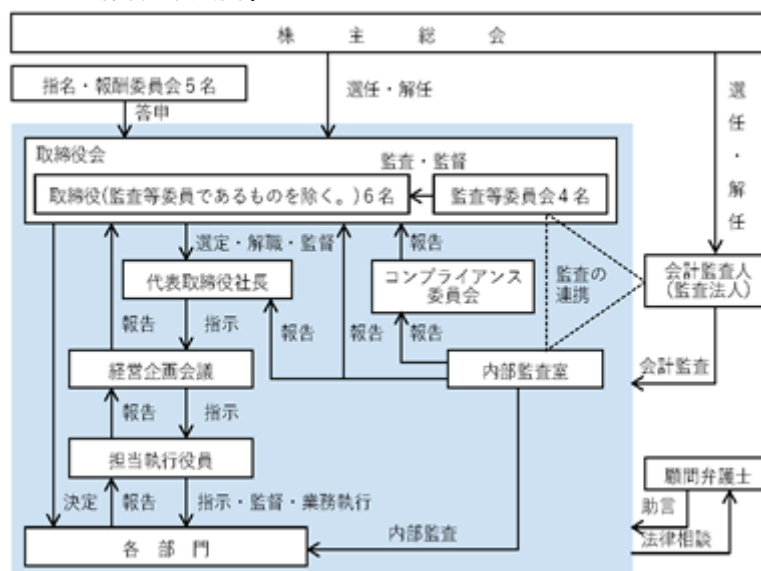 株主総会
指名・報酬委員会5名
選任・解任
選任・解任
答申
取締役会
監査・監督
取締役(監査等委員であるものを除く。)6名
監査等委員会4名
選定・解職・監督
報告
代表取締役社長
コンプライアンス
委員会
監査の
連携
会計監査人
(監査法人)
報告
指示
報告
報告
報告
経営企画会議
内部監査室
会計監査
報告
指示
担当執行役員
顧問弁護士
決定
報告
指示・監督・業務執行
助言
内部監査
法律相談
各部門